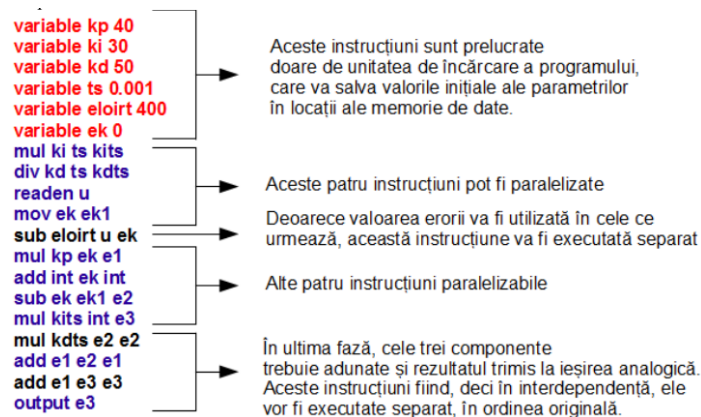 variable kp 40
variable ki 30
variable kd 50
variable ts 0.001
variable eloirt 400
variable ek 0
mul ki ts kits
div kd ts kdts
readen u
mov ek ek1
sub eloirt u ek
mul kp ek e1
add int ek int
sub ek ek1 e2
mul kits int e3
mul kdts e2 e2
add e1 e2 e1
add e1 e3 e3
output e3
Aceste instrucțiuni sunt prelucrate
doare de unitatea de încărcare a programului,
care va salva valorile inițiale ale parametrilor
în locații ale memorie de date.
Aceste patru instrucțiuni pot fi paralelizate
Deoarece valoarea erorii va fi utilizată în cele ce
urmează, această instrucțiune va fi executată separat
Alte patru instrucțiuni paralelizabile
În ultima fază, cele trei componente
trebuie adunate și rezultatul trimis la ieșirea analogică.
Aceste instrucțiuni fiind, deci în interdependență, ele
vor fi executate separat, în ordinea originală.